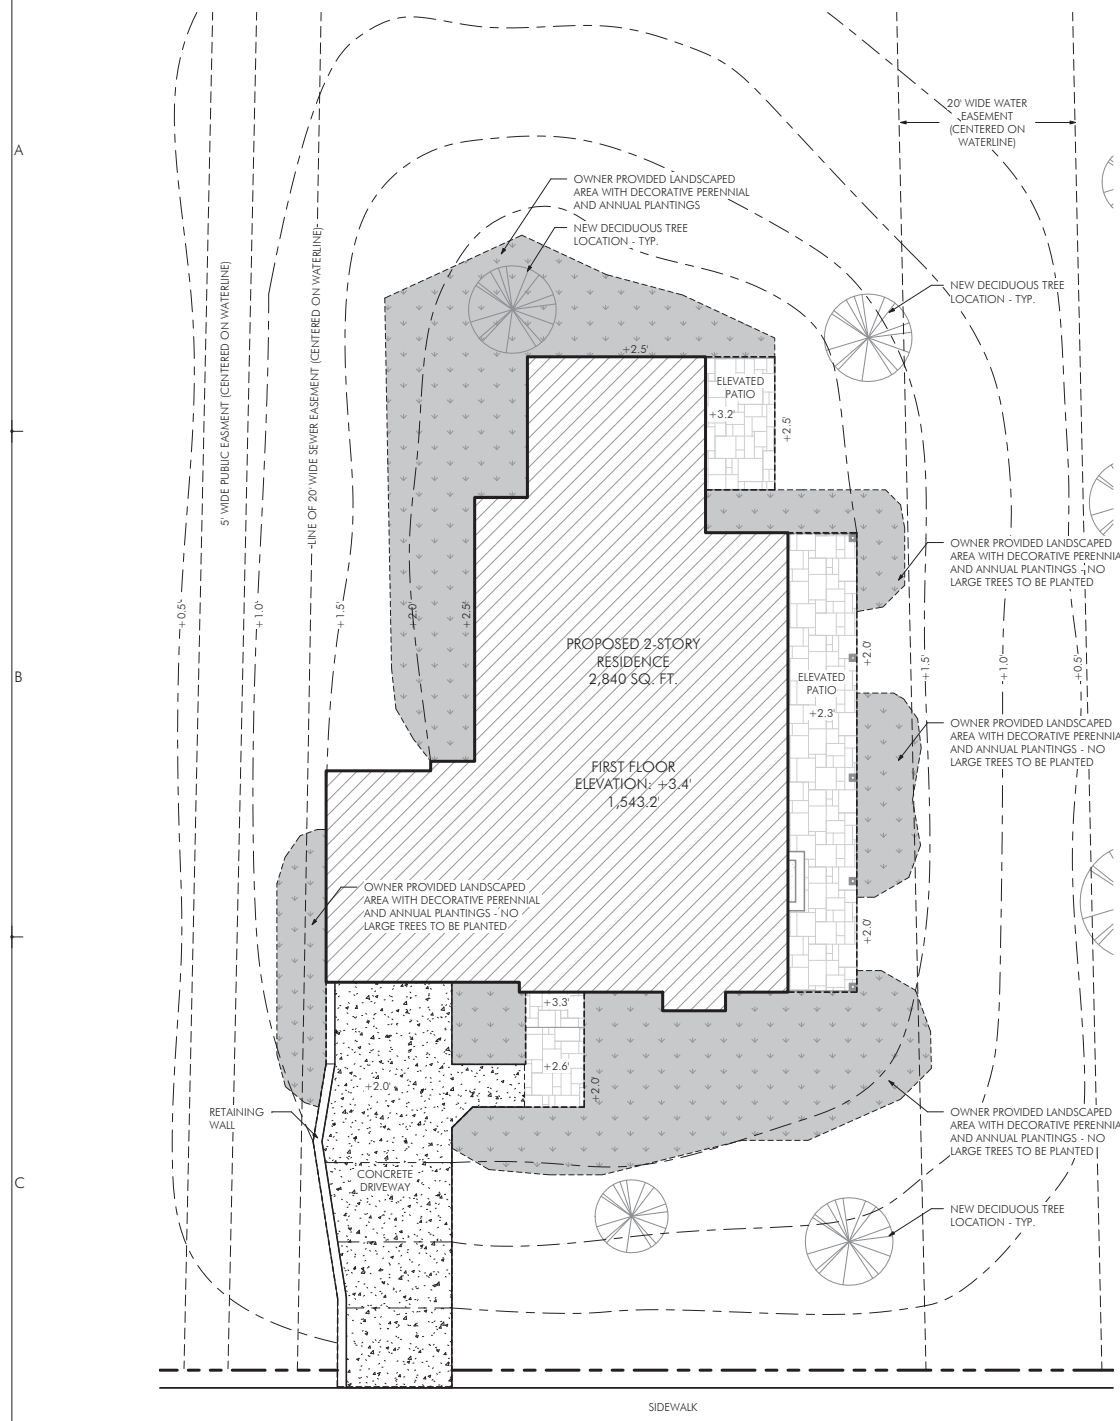 20' WIDE WATER
EASEMENT
(CENTERED ON
WATERLINE)
A
OWNER PROVIDED LANDSCAPED
AREA WITH DECORATIVE PERENNIAL
AND ANNUAL PLANTINGS
NEW DECIDUOUS TREE
LOCATION - TYP.
NEW DECIDUOUS TREE
LOCATION - TYP.
5' WIDE PUBLIC EASMENT (CENTERED ON WATERLINE)
LINE OF 20' WIDE SEWER EASEMENT (CENTERED ON WATERLINE)
+2.5'
ELEVATED
PATIO
+3.2'
+2.5'
OWNER PROVIDED LANDSCAPED
AREA WITH DECORATIVE PERENNIA
AND ANNUAL PLANTINGS - NO
LARGE TREES TO BE PLANTED
+0.5'
+1.0'
+1.5'
+2.0'
+2.5'
PROPOSED 2-STORY
RESIDENCE
2,840 SQ. FT.
+2.0'
+1.5'
+1.0'
+0.5'
B
ELEVATED
PATIO
+2.3'
OWNER PROVIDED LANDSCAPED
AREA WITH DECORATIVE PERENNIA
AND ANNUAL PLANTINGS - NO
LARGE TREES TO BE PLANTED
FIRST FLOOR
ELEVATION: +3.4'
1,543.2'
OWNER PROVIDED LANDSCAPED
AREA WITH DECORATIVE PERENNIAL
AND ANNUAL PLANTINGS - NO
LARGE TREES TO BE PLANTED
+2.0'
+3.3'
+2.6'
+2.0'
+2.0'
RETAINING
WALL
OWNER PROVIDED LANDSCAPED
AREA WITH DECORATIVE PERENNIA
AND ANNUAL PLANTINGS - NO
LARGE TREES TO BE PLANTED
C
CONCRETE
DRIVEWAY
NEW DECIDUOUS TREE
LOCATION - TYP.
SIDEWALK